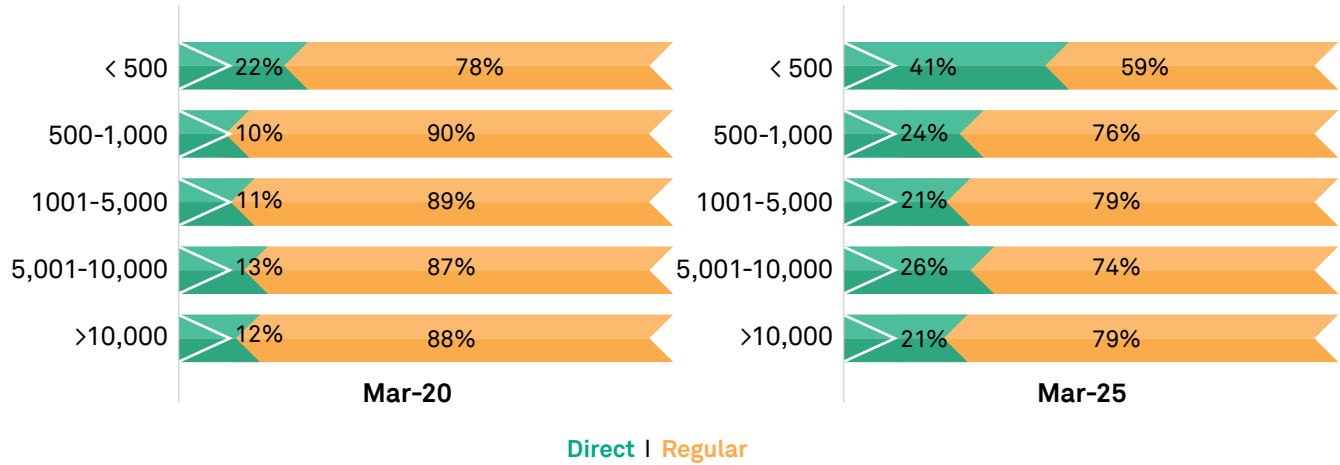 < 500 22% 78%
500-1,000 10% 90%
1001-5,000 11% 89%
5,001-10,000 13% 87%
>10,000 12% 88%
Mar-20
< 500 41% 59%
500-1,000 24% 76%
1001-5,000 21% 79%
5,001-10,000 26% 74%
>10,000 21% 79%
Mar-25
Direct | Regular